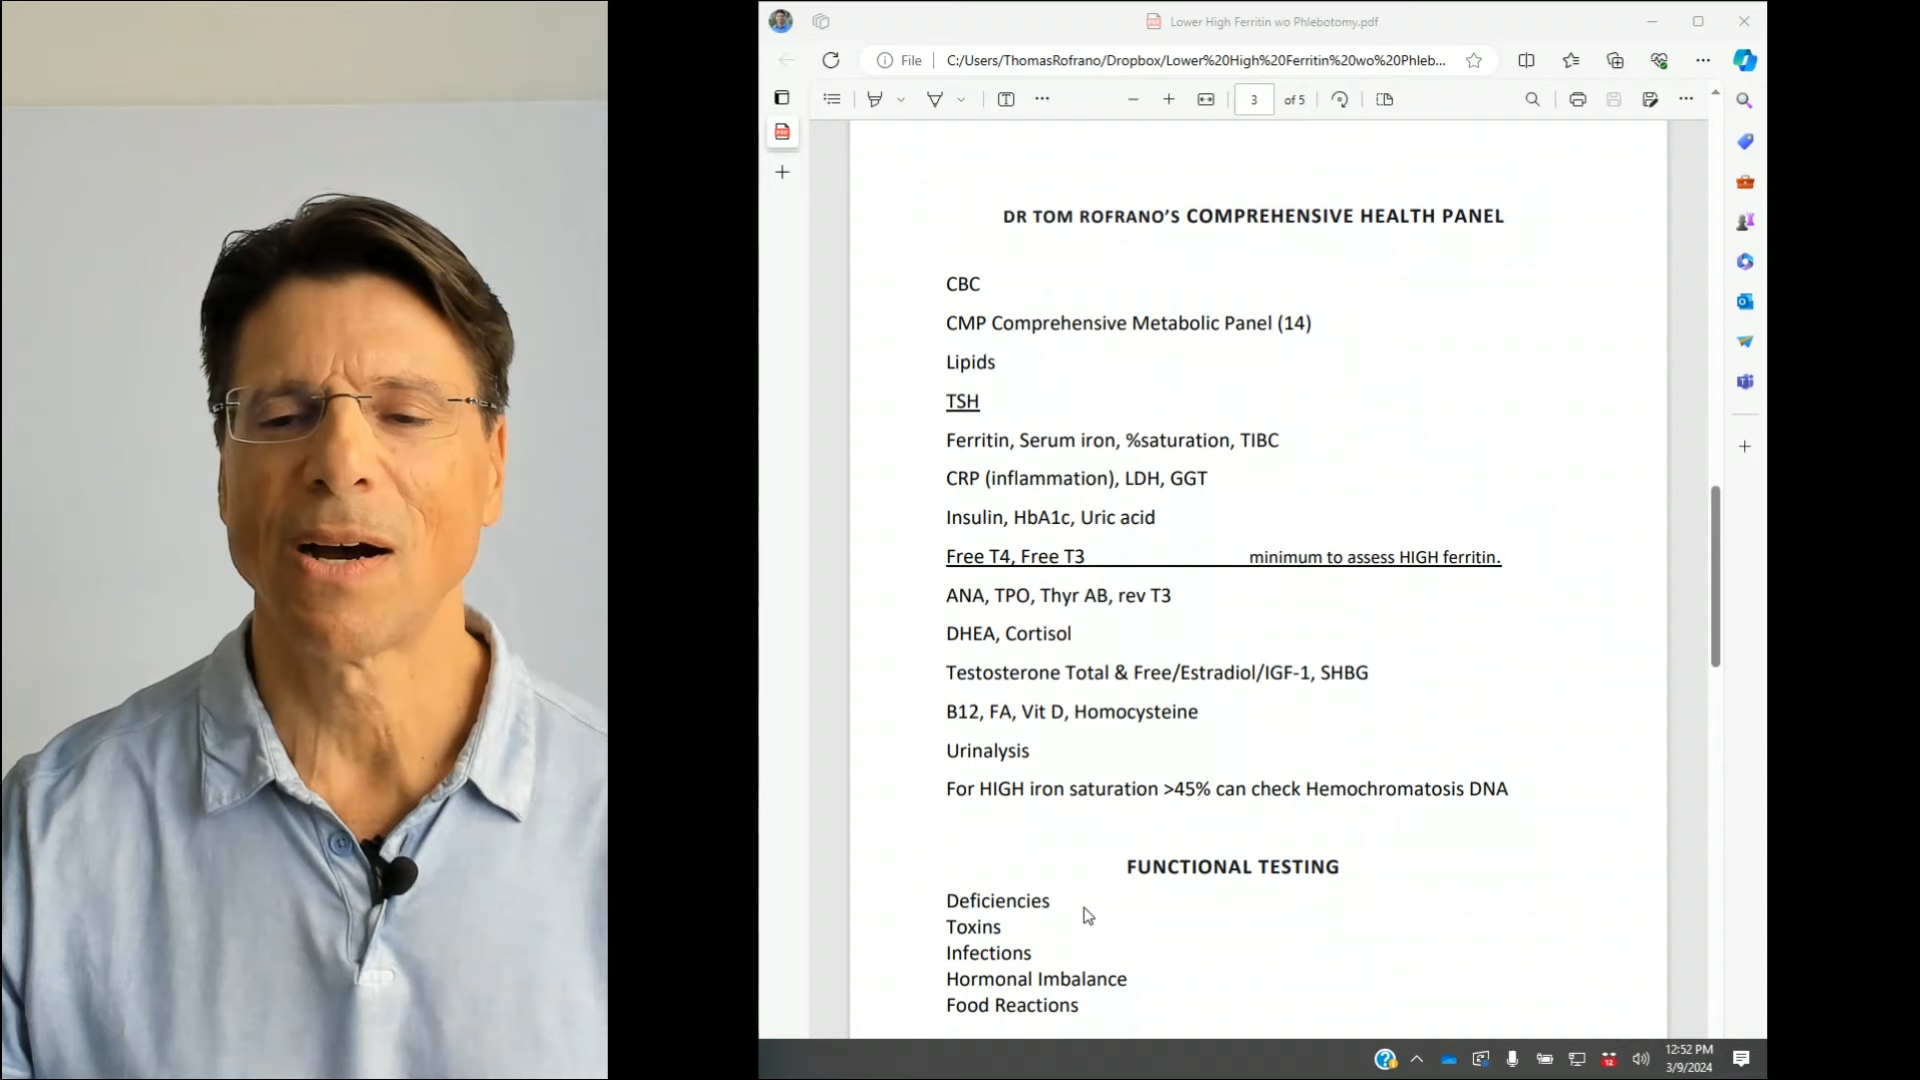 Lower High Ferritin wo Phlebotomy.pdf
File
C:/Users/ThomasRofrano/Dropbox/Lower%20High%20Ferritin%20wo%20Phleb...
3 of 5
DR TOM ROFRANO'S COMPREHENSIVE HEALTH PANEL
CBC
CMP Comprehensive Metabolic Panel (14)
Lipids
TSH
Ferritin, Serum iron, %saturation, TIBC
CRP (inflammation), LDH, GGT
Insulin, HbA1c, Uric acid
Free T4, Free T3 minimum to assess HIGH ferritin.
ANA, TPO, Thyr AB, rev T3
DHEA, Cortisol
Testosterone Total & Free/Estradiol/IGF-1, SHBG
B12, FA, Vit D, Homocysteine
Urinalysis
For HIGH iron saturation >45% can check Hemochromatosis DNA
FUNCTIONAL TESTING
Deficiencies
Toxins
Infections
Hormonal Imbalance
Food Reactions
12:52 PM
3/9/2024